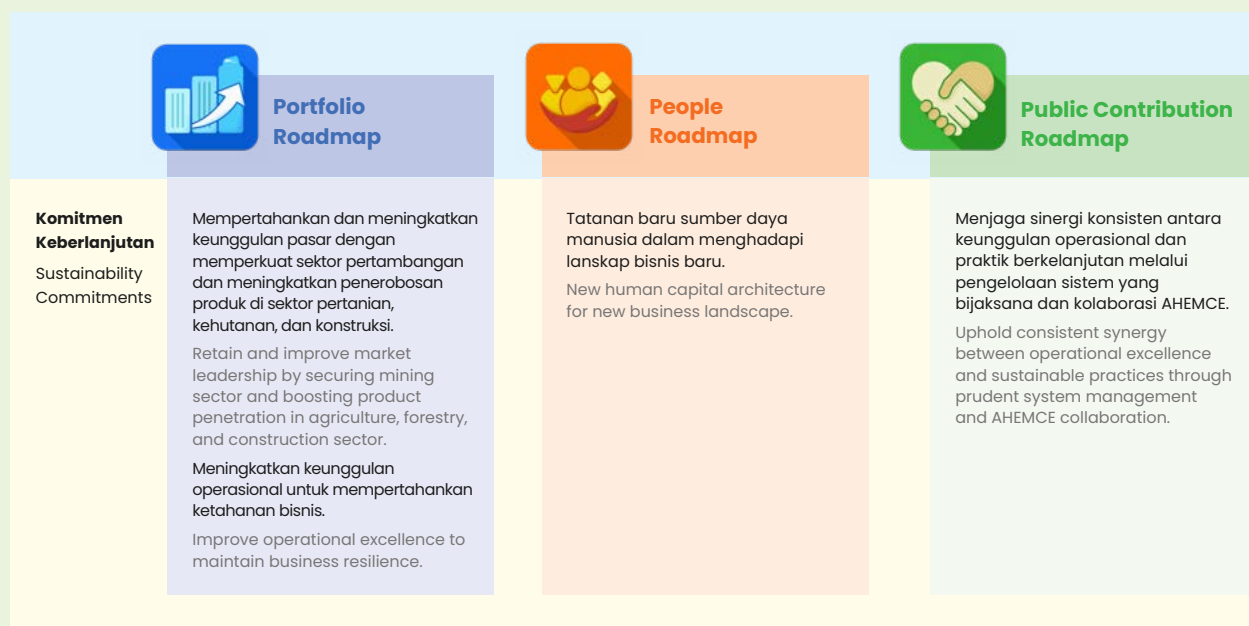 Portfolio
Roadmap
People
Roadmap
Public Contribution
Roadmap
Komitmen
Keberlanjutan
Sustainability
Commitments
Mempertahankan dan meningkatkan
keunggulan pasar dengan
memperkuat sektor pertambangan
dan meningkatkan penerobosan
produk di sektor pertanian,
kehutanan, dan konstruksi.
Retain and improve market
leadership by securing mining
sector and boosting product
penetration in agriculture, forestry,
and construction sector.
Meningkatkan keunggulan
operasional untuk mempertahankan
ketahanan bisnis.
Improve operational excellence to
maintain business resilience.
Tatanan baru sumber daya
manusia dalam menghadapi
lanskap bisnis baru.
New human capital architecture
for new business landscape.
Menjaga sinergi konsisten antara
keunggulan operasional dan
praktik berkelanjutan melalui
pengelolaan sistem yang
bijaksana dan kolaborasi AHEMCE.
Uphold consistent synergy
between operational excellence
and sustainable practices through
prudent system management
and AHEMCE collaboration.